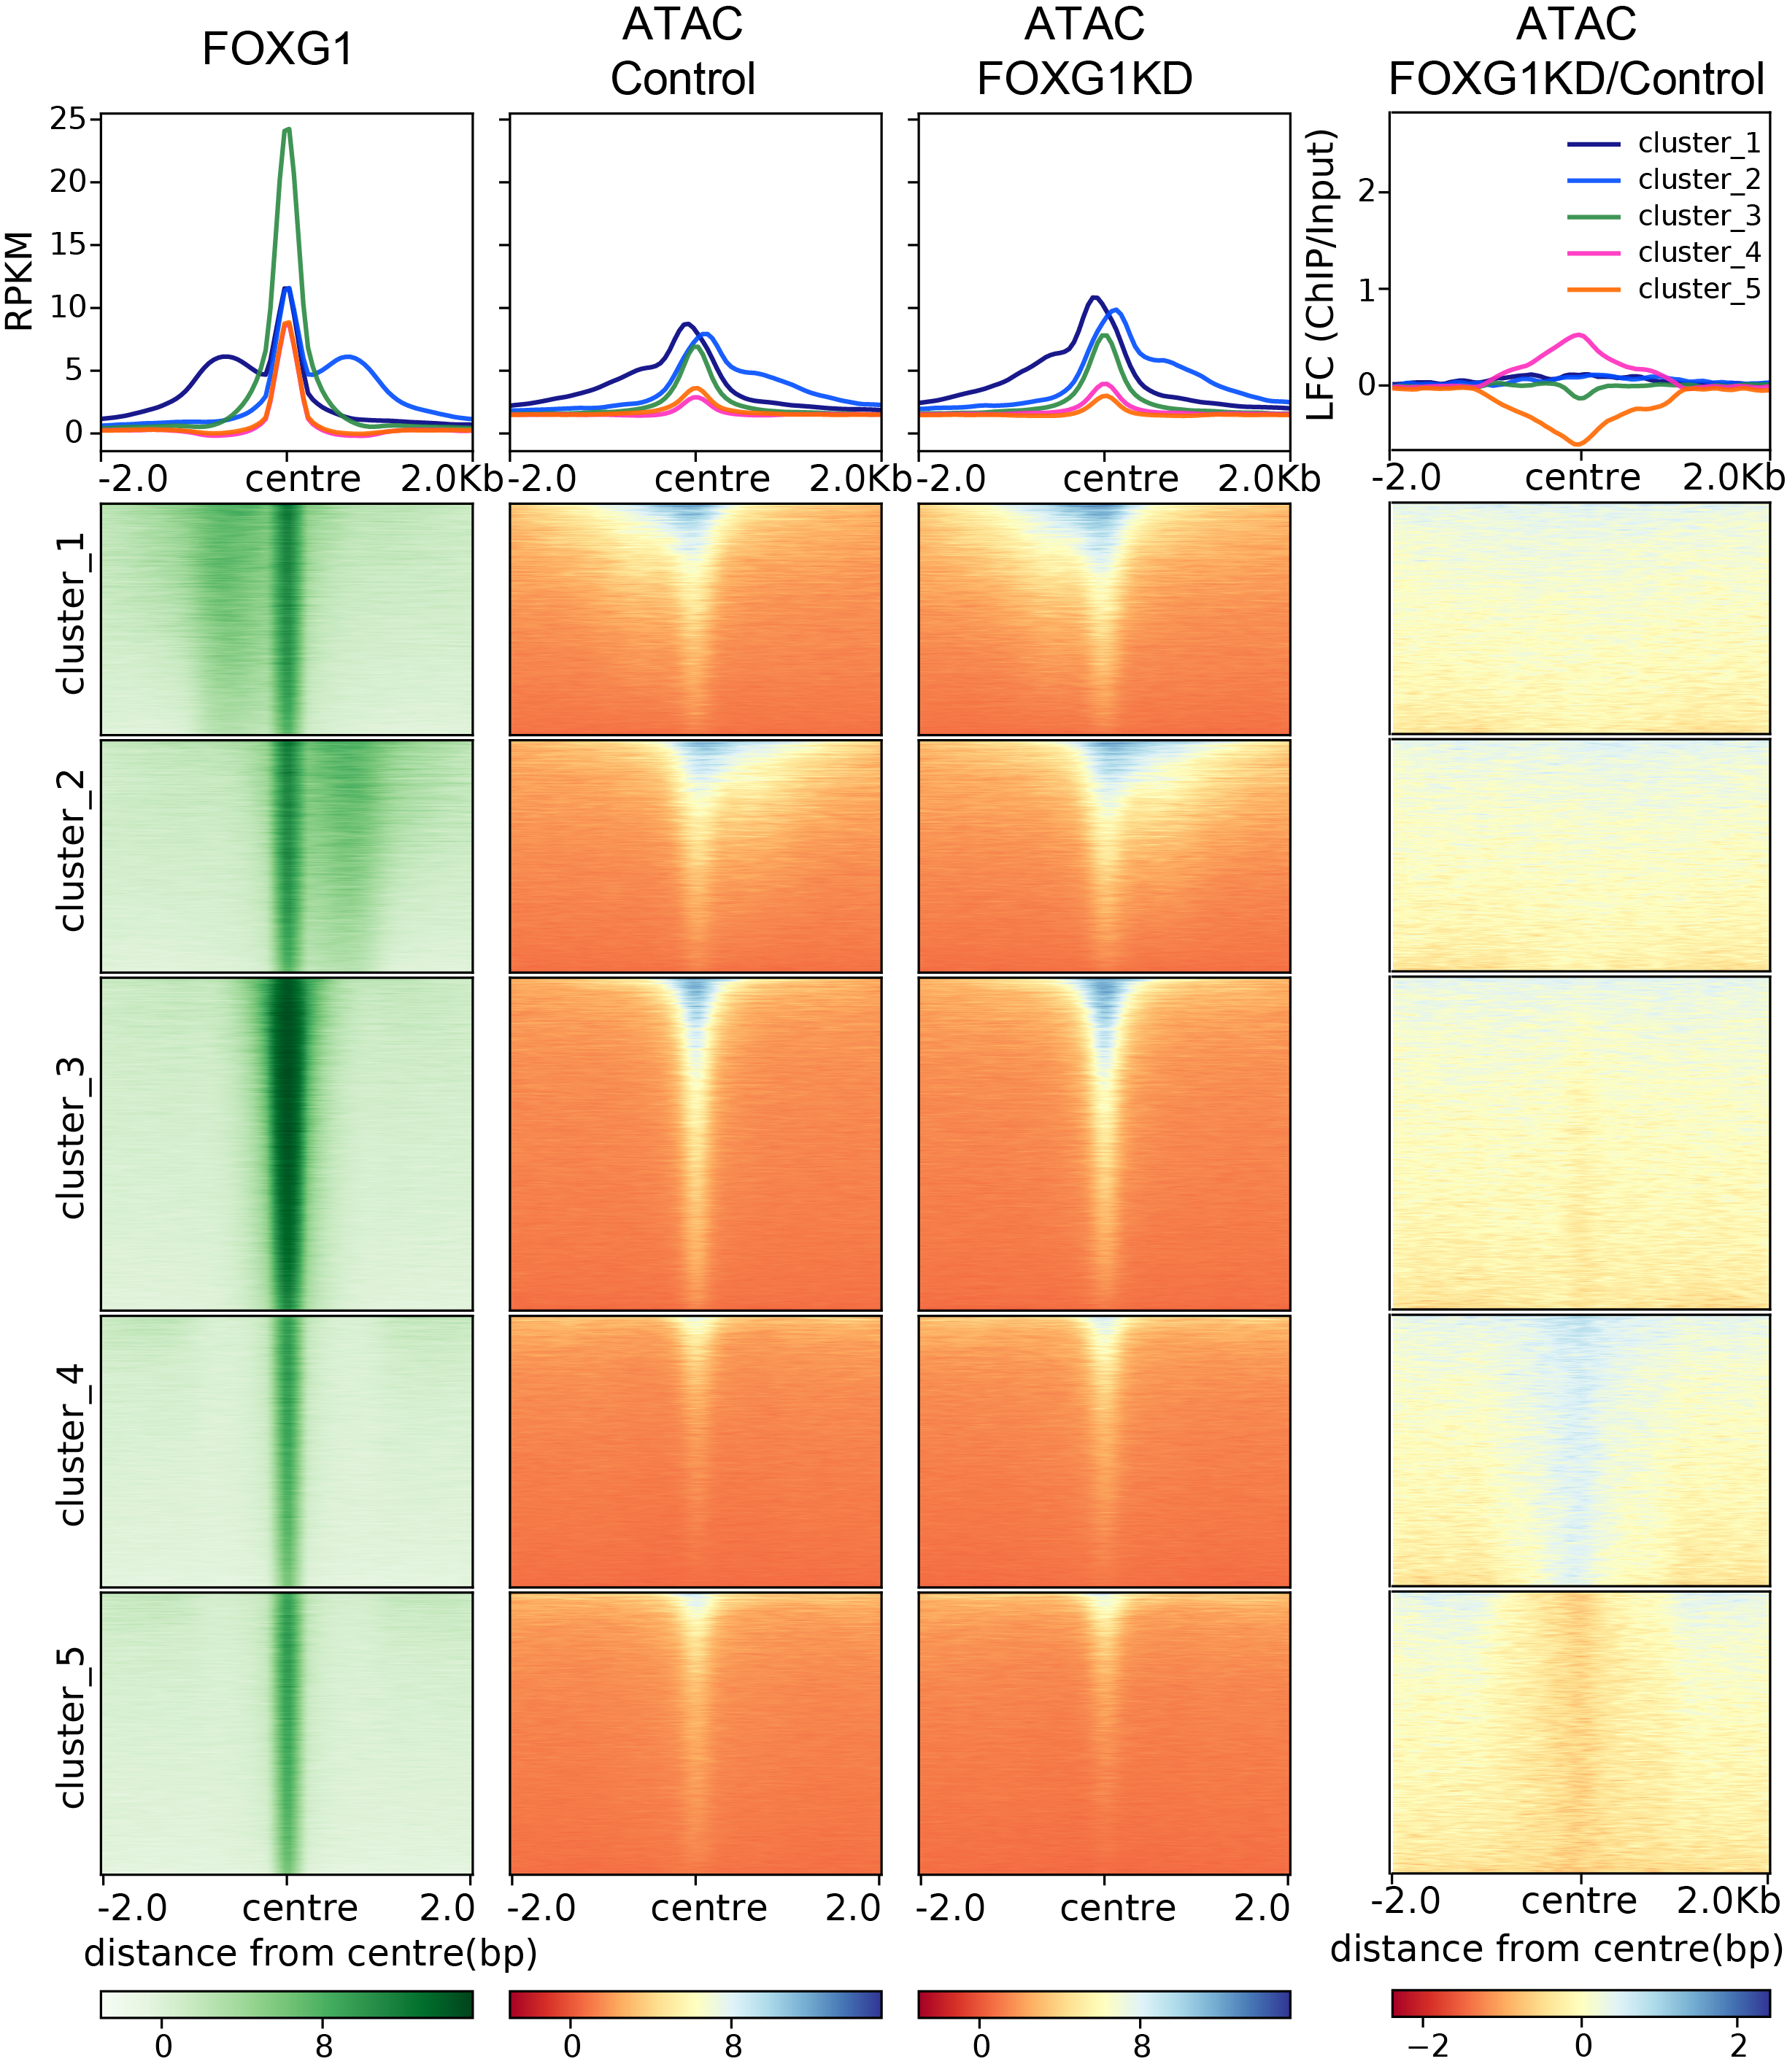 FOXG1
ATAC
Control
ATAC
FOXG1KD
ATAC
FOXG1KD/Control
RPKM
25
20
15
10
5
0
LFC (ChIP/Input)
2
1
0
cluster_1
cluster_2
cluster_3
cluster_4
cluster_5
-2.0 centre 2.0Kb
-2.0 centre 2.0Kb
-2.0 centre 2.0Kb
-2.0 centre 2.0Kb
cluster_1
cluster_2
cluster_3
cluster_4
cluster_5
-2.0 centre 2.0
-2.0 centre 2.0
-2.0 centre 2.0
-2.0 centre 2.0Kb
distance from centre(bp)
distance from centre(bp)
0 8
0 8
0 8
−2 0 2